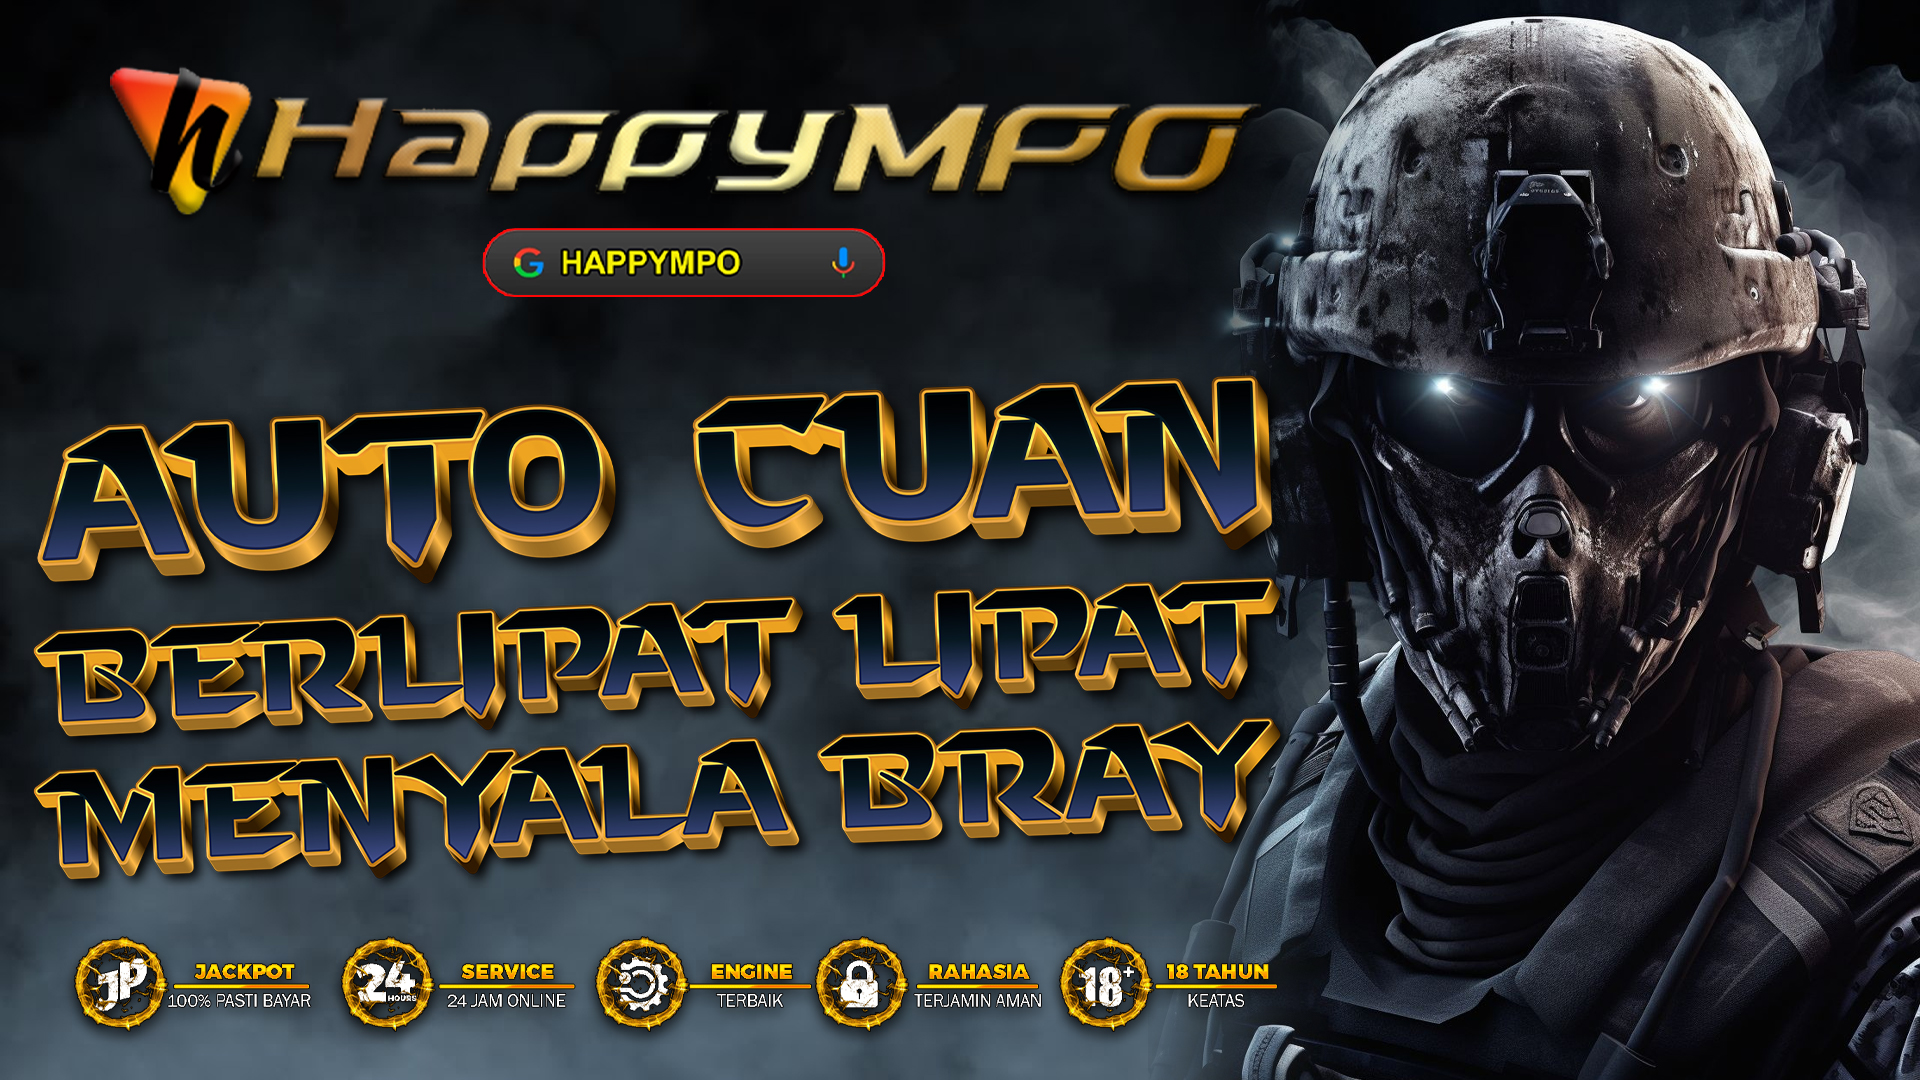 HAPPYMPO
HAPPYMPO
AUTO CUAN
BERLIPAT LIPAT
MENYALA BRAY
JP JACKPOT
100% PASTI BAYAR
24 HOURS SERVICE
24 JAM ONLINE
ENGINE
TERBAIK
RAHASIA
TERJAMIN AMAN
18+ 18 TAHUN
KEATAS